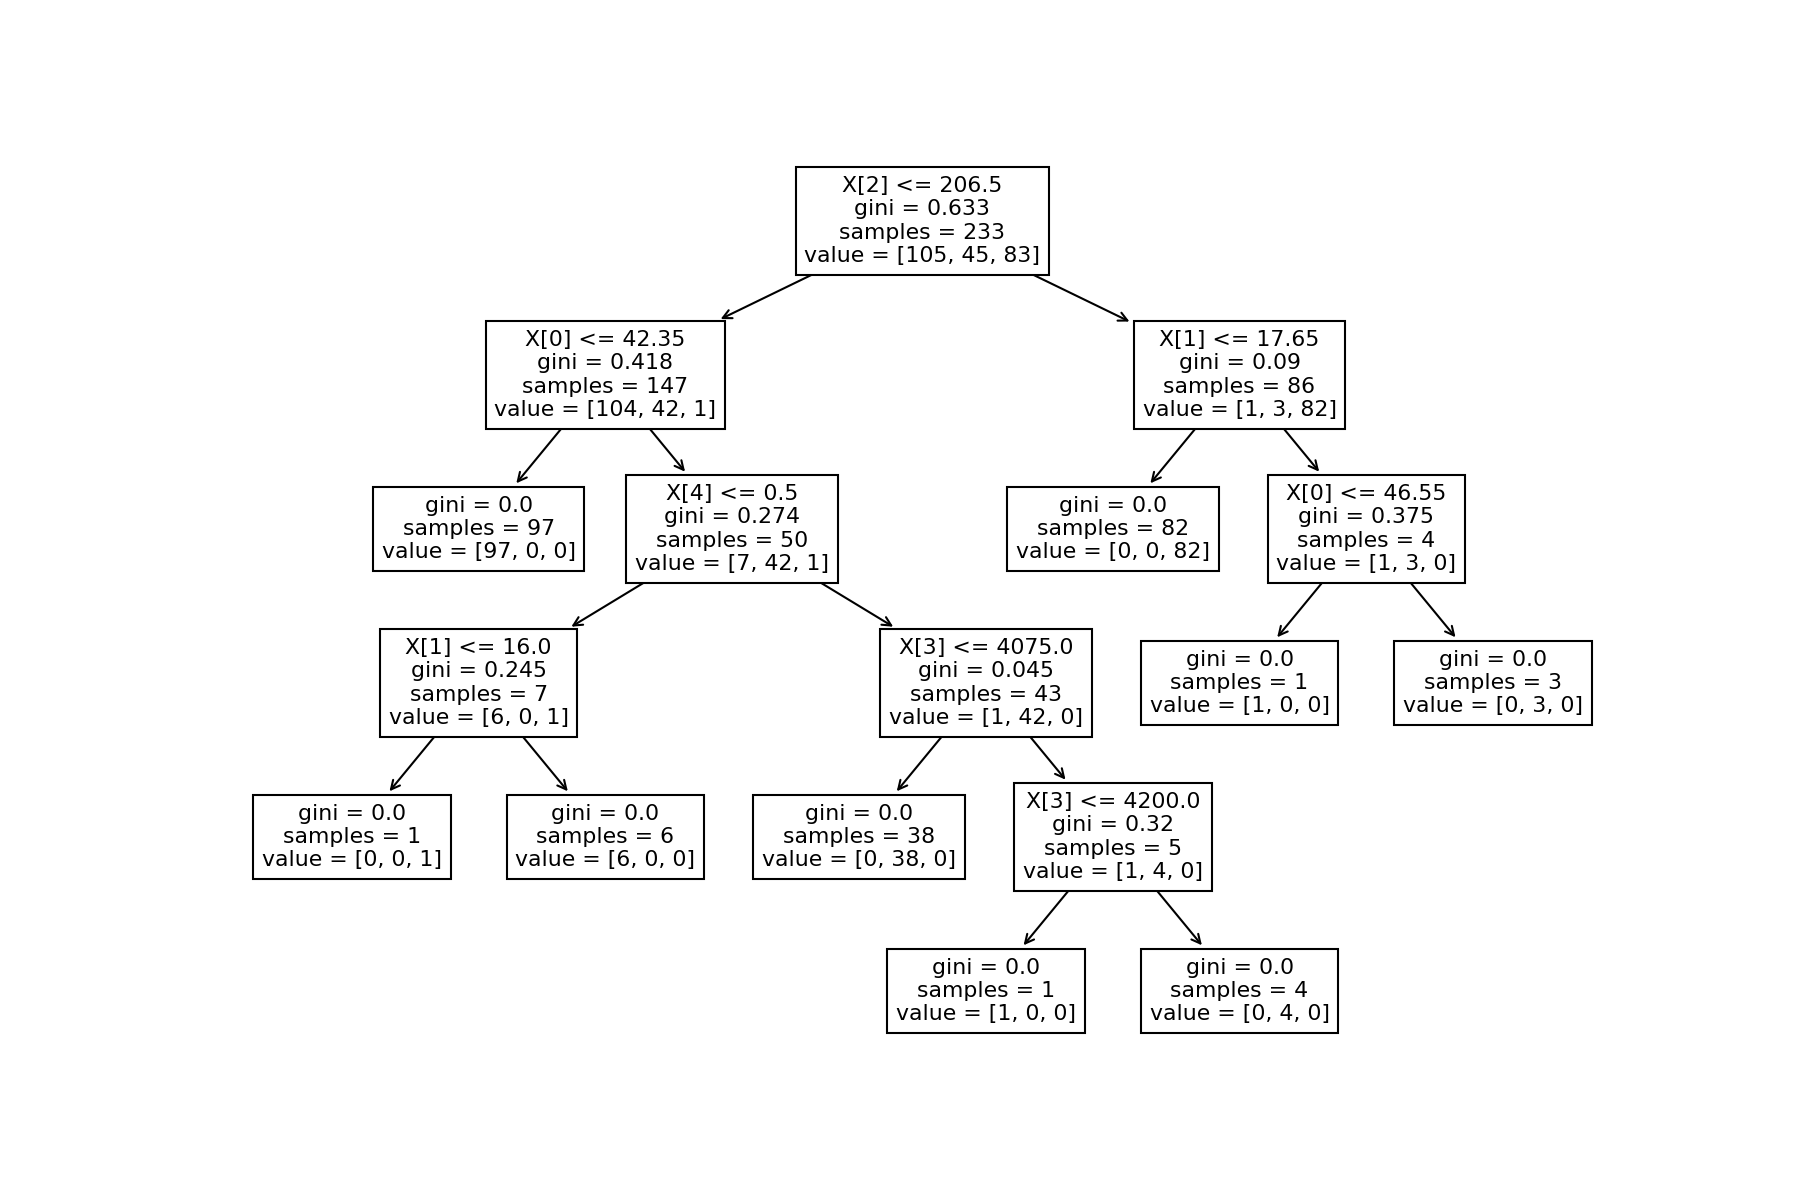 X[2] <= 206.5
gini = 0.633
samples = 233
value = [105, 45, 83]
X[0] <= 42.35
gini = 0.418
samples = 147
value = [104, 42, 1]
X[1] <= 17.65
gini = 0.09
samples = 86
value = [1, 3, 82]
gini = 0.0
samples = 97
value = [97, 0, 0]
X[4] <= 0.5
gini = 0.274
samples = 50
value = [7, 42, 1]
gini = 0.0
samples = 82
value = [0, 0, 82]
X[0] <= 46.55
gini = 0.375
samples = 4
value = [1, 3, 0]
X[1] <= 16.0
gini = 0.245
samples = 7
value = [6, 0, 1]
X[3] <= 4075.0
gini = 0.045
samples = 43
value = [1, 42, 0]
gini = 0.0
samples = 1
value = [1, 0, 0]
gini = 0.0
samples = 3
value = [0, 3, 0]
gini = 0.0
samples = 1
value = [0, 0, 1]
gini = 0.0
samples = 6
value = [6, 0, 0]
gini = 0.0
samples = 38
value = [0, 38, 0]
X[3] <= 4200.0
gini = 0.32
samples = 5
value = [1, 4, 0]
gini = 0.0
samples = 1
value = [1, 0, 0]
gini = 0.0
samples = 4
value = [0, 4, 0]